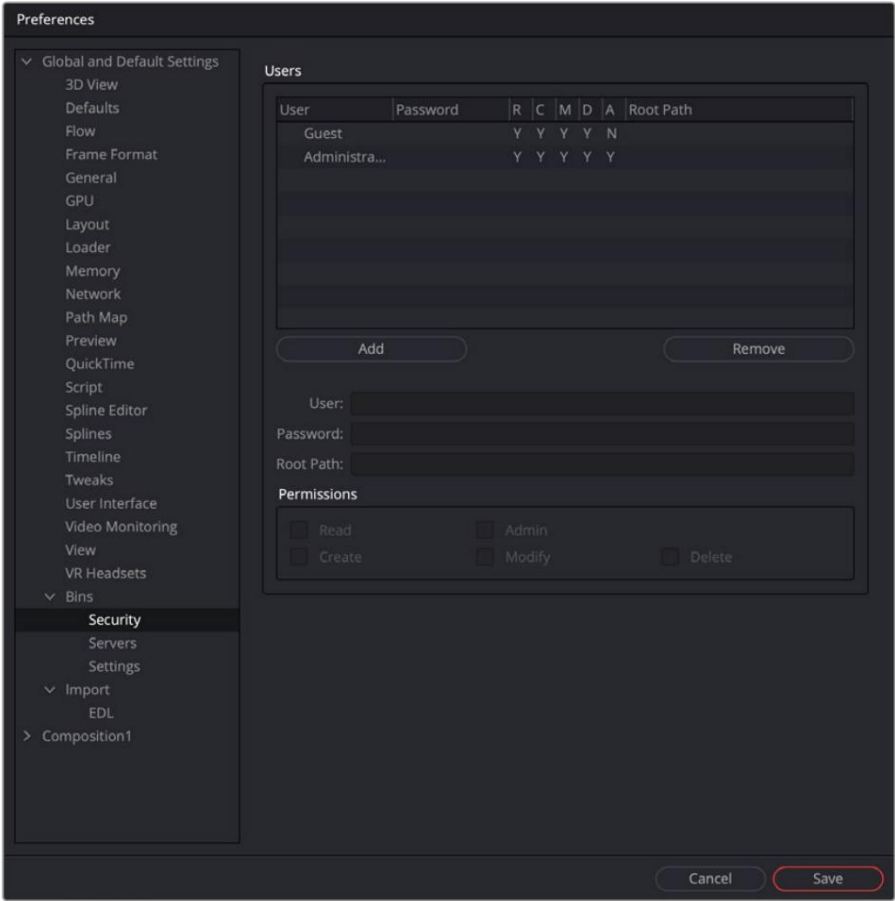 Preferences
Global and Default Settings
3D View
Defaults
Flow
Frame Format
General
GPU
Layout
Loader
Memory
Network
Path Map
Preview
QuickTime
Script
Spline Editor
Splines
Timeline
Tweaks
User Interface
Video Monitoring
View
VR Headsets
Bins
Security
Servers
Settings
Import
EDL
Composition1
Users
User Password R C M D A Root Path
Guest Y Y Y Y N
Administra... Y Y Y Y Y
Add Remove
User:
Password:
Root Path:
Permissions
Read Admin
Create Modify Delete
Cancel Save